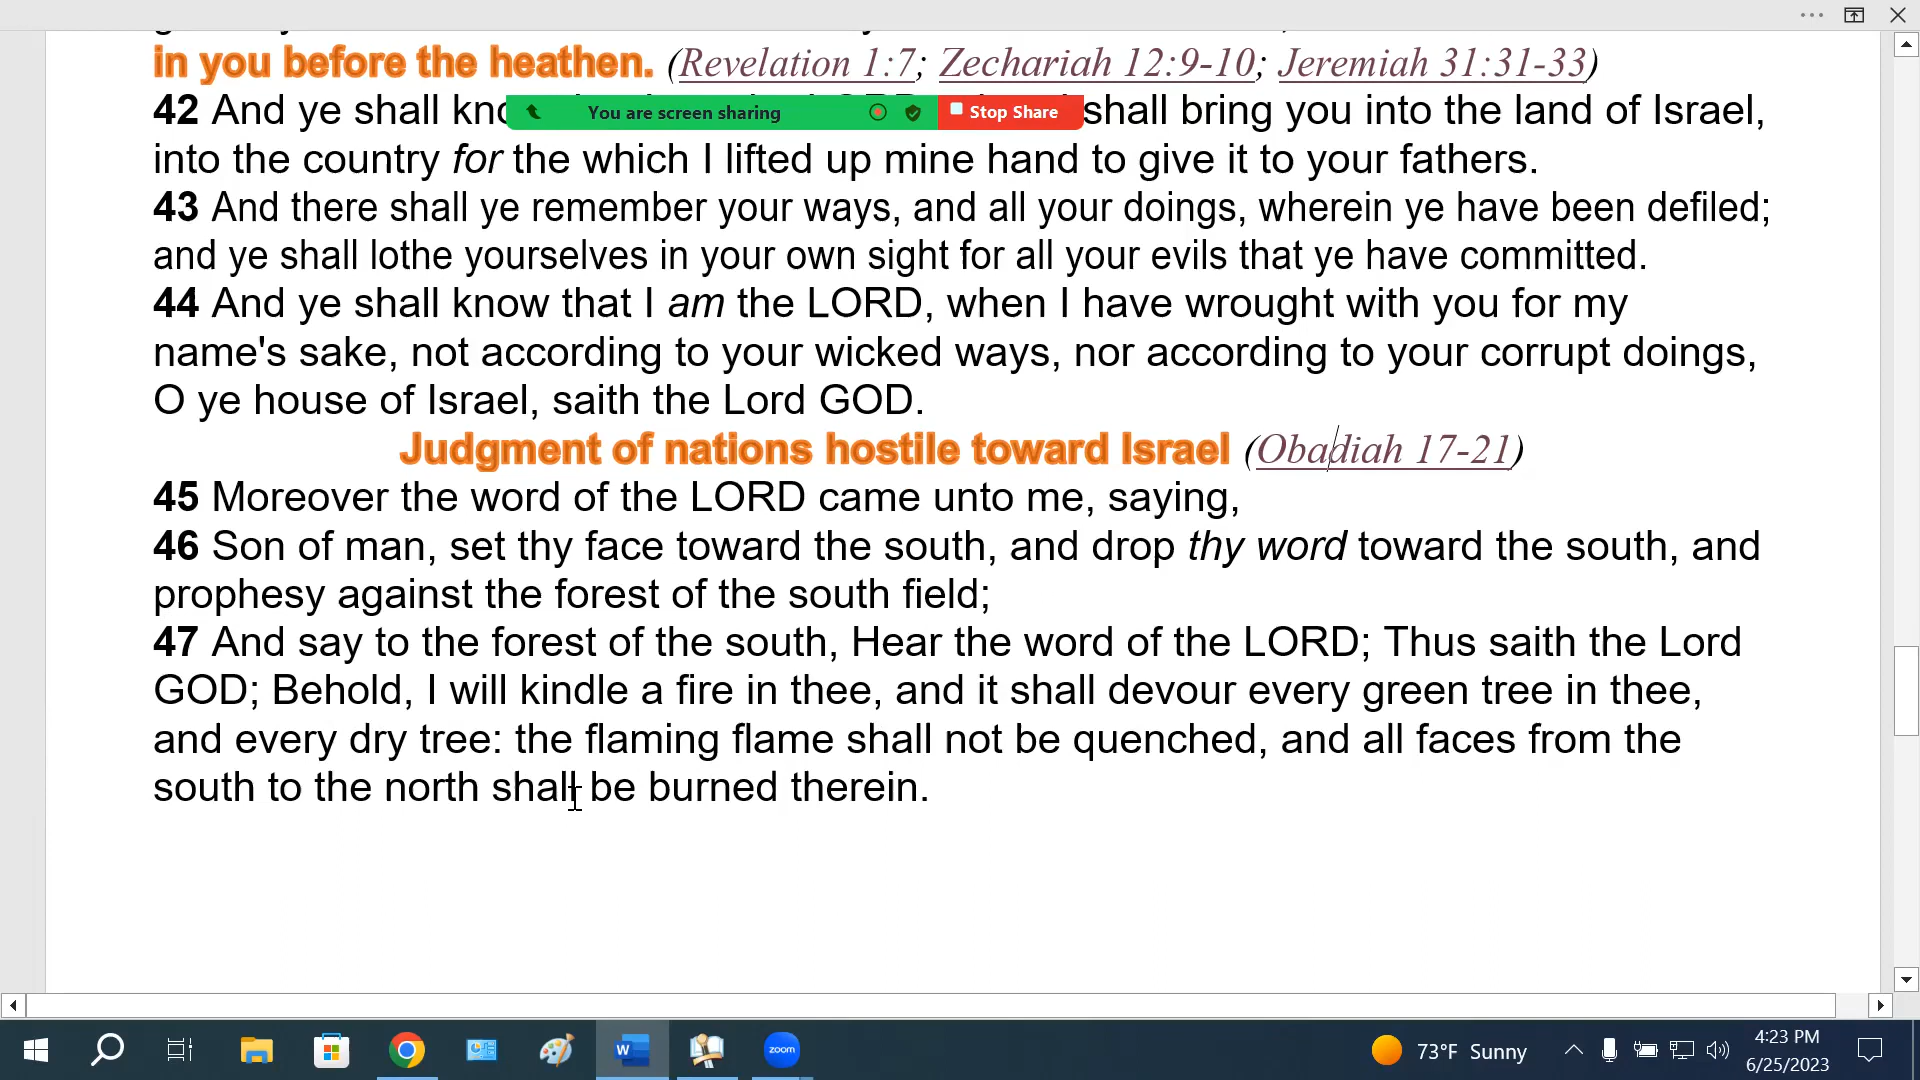 in you before the heathen. (Revelation 1:7; Zechariah 12:9-10; Jeremiah 31:31-33)
42 And ye shall shall bring you into the land of Israel,
You are screen sharing
Stop Share
into the country for the which I lifted up mine hand to give it to your fathers.
43 And there shall ye remember your ways, and all your doings, wherein ye have been defiled;
and ye shall lothe yourselves in your own sight for all your evils that ye have committed.
44 And ye shall know that I am the LORD, when I have wrought with you for my
name's sake, not according to your wicked ways, nor according to your corrupt doings,
O ye house of Israel, saith the Lord GOD.
Judgment of nations hostile toward Israel (Obadiah 17-21)
45 Moreover the word of the LORD came unto me, saying,
46 Son of man, set thy face toward the south, and drop thy word toward the south, and
prophesy against the forest of the south field;
47 And say to the forest of the south, Hear the word of the LORD; Thus saith the Lord
GOD; Behold, I will kindle a fire in thee, and it shall devour every green tree in thee,
and every dry tree: the flaming flame shall not be quenched, and all faces from the
south to the north shall be burned therein.
W
zoom
73°F Sunny
4:23 PM
6/25/2023